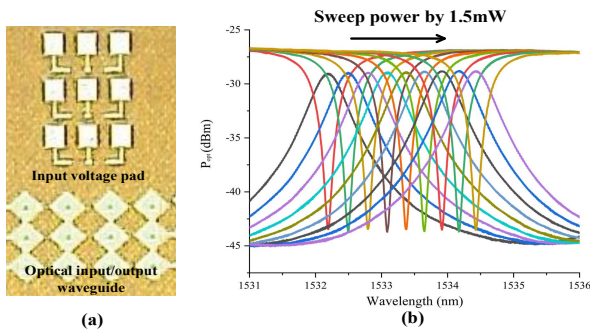 Sweep power by 1.5mW
Input voltage pad
Optical input/output
waveguide
(a)
-25
-30
-35
-40
-45
P_opt (dBm)
1531
1532
1533
1534
1535
1536
Wavelength (nm)
(b)